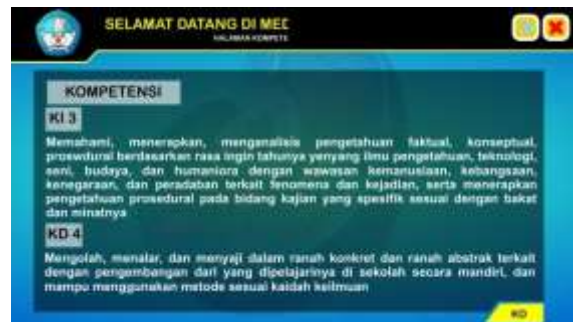 SELAMAT DATANG DI MED
HALAMAN KOMPETE
KOMPETENSI
KI 3
Memahami, menerapkan, menganalisis pengetahuan faktual, konseptual,
proswdural berdasarkan rasa ingin tahunya yenyang ilmu pengetahuan, teknologi,
seni, budaya, dan humaniora dengan wawasan kemanusiaan, kebangsaan,
kenegaraan, dan peradaban terkait fenomena dan kejadian, serta menerapkan
pengetahuan prosedural pada bidang kajian yang spesifik sesuai dengan bakat
dan minatnya
KD 4
Mengolah, menalar, dan menyaji dalam ranah konkret dan ranah abstrak terkait
dengan pengembangan dari yang dipelajarinya di sekolah secara mandiri, dan
mampu menggunakan metode sesuai kaidah keilmuan
KD